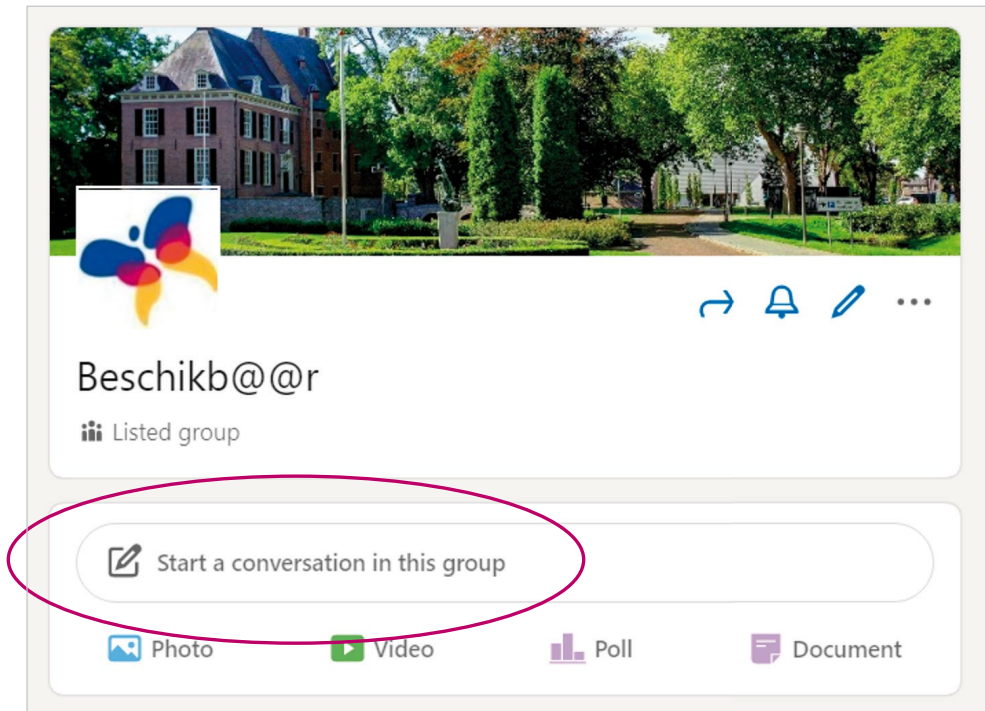 Beschikb@@r
Listed group
Start a conversation in this group
Photo
Video
Poll
Document